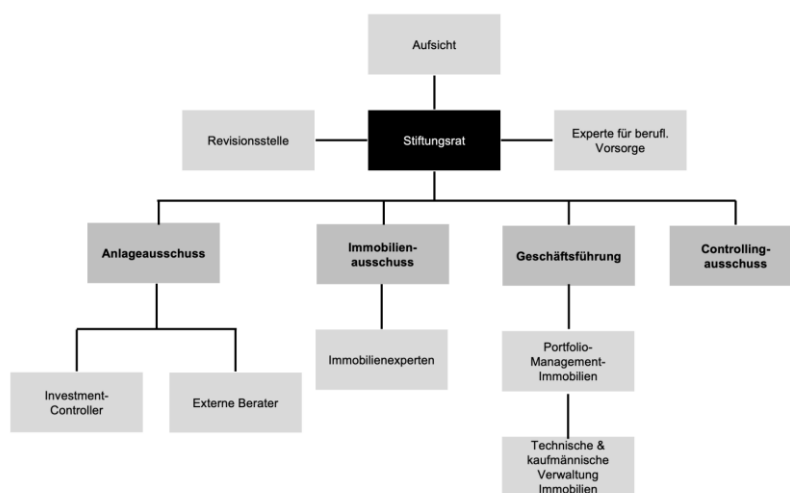 Aufsicht
Revisionsstelle
Stiftungsrat
Experte für berufl.
Vorsorge
Anlageausschuss
Immobilien-
ausschuss
Geschäftsführung
Controlling-
ausschuss
Investment-
Controller
Externe Berater
Immobilienexperten
Portfolio-
Management-
Immobilien
Technische &
kaufmännische
Verwaltung
Immobilien